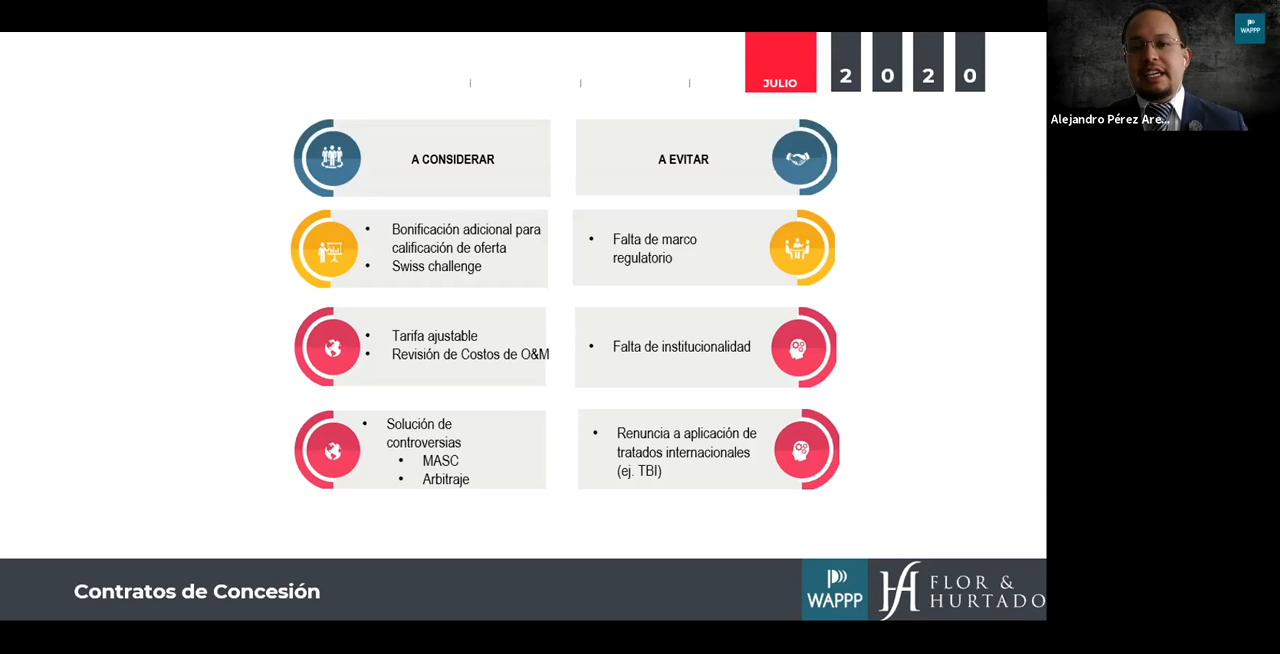 JULIO
2 0 2 0
WAPPP
Alejandro Pérez Are...
A CONSIDERAR
A EVITAR
• Bonificación adicional para
calificación de oferta
• Swiss challenge
• Falta de marco
regulatorio
• Tarifa ajustable
• Revisión de Costos de O&M
• Falta de institucionalidad
• Solución de
controversias
• MASC
• Arbitraje
• Renuncia a aplicación de
tratados internacionales
(ej. TBI)
Contratos de Concesión
WAPPP
FLOR &
HURTADO